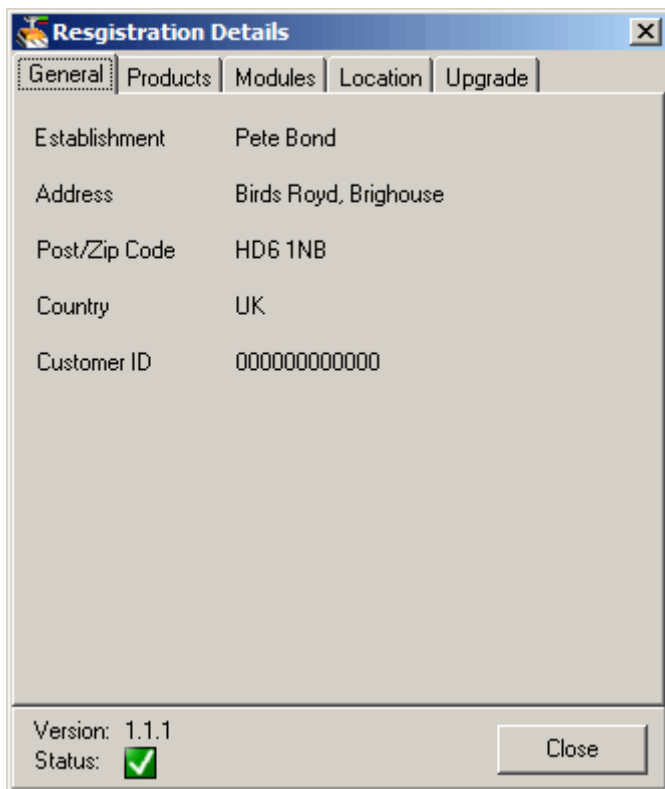 Resgistration Details
General Products Modules Location Upgrade
Establishment Pete Bond
Address Birds Royd, Brighouse
Post/Zip Code HD6 1NB
Country UK
Customer ID 000000000000
Version: 1.1.1
Status:
Close